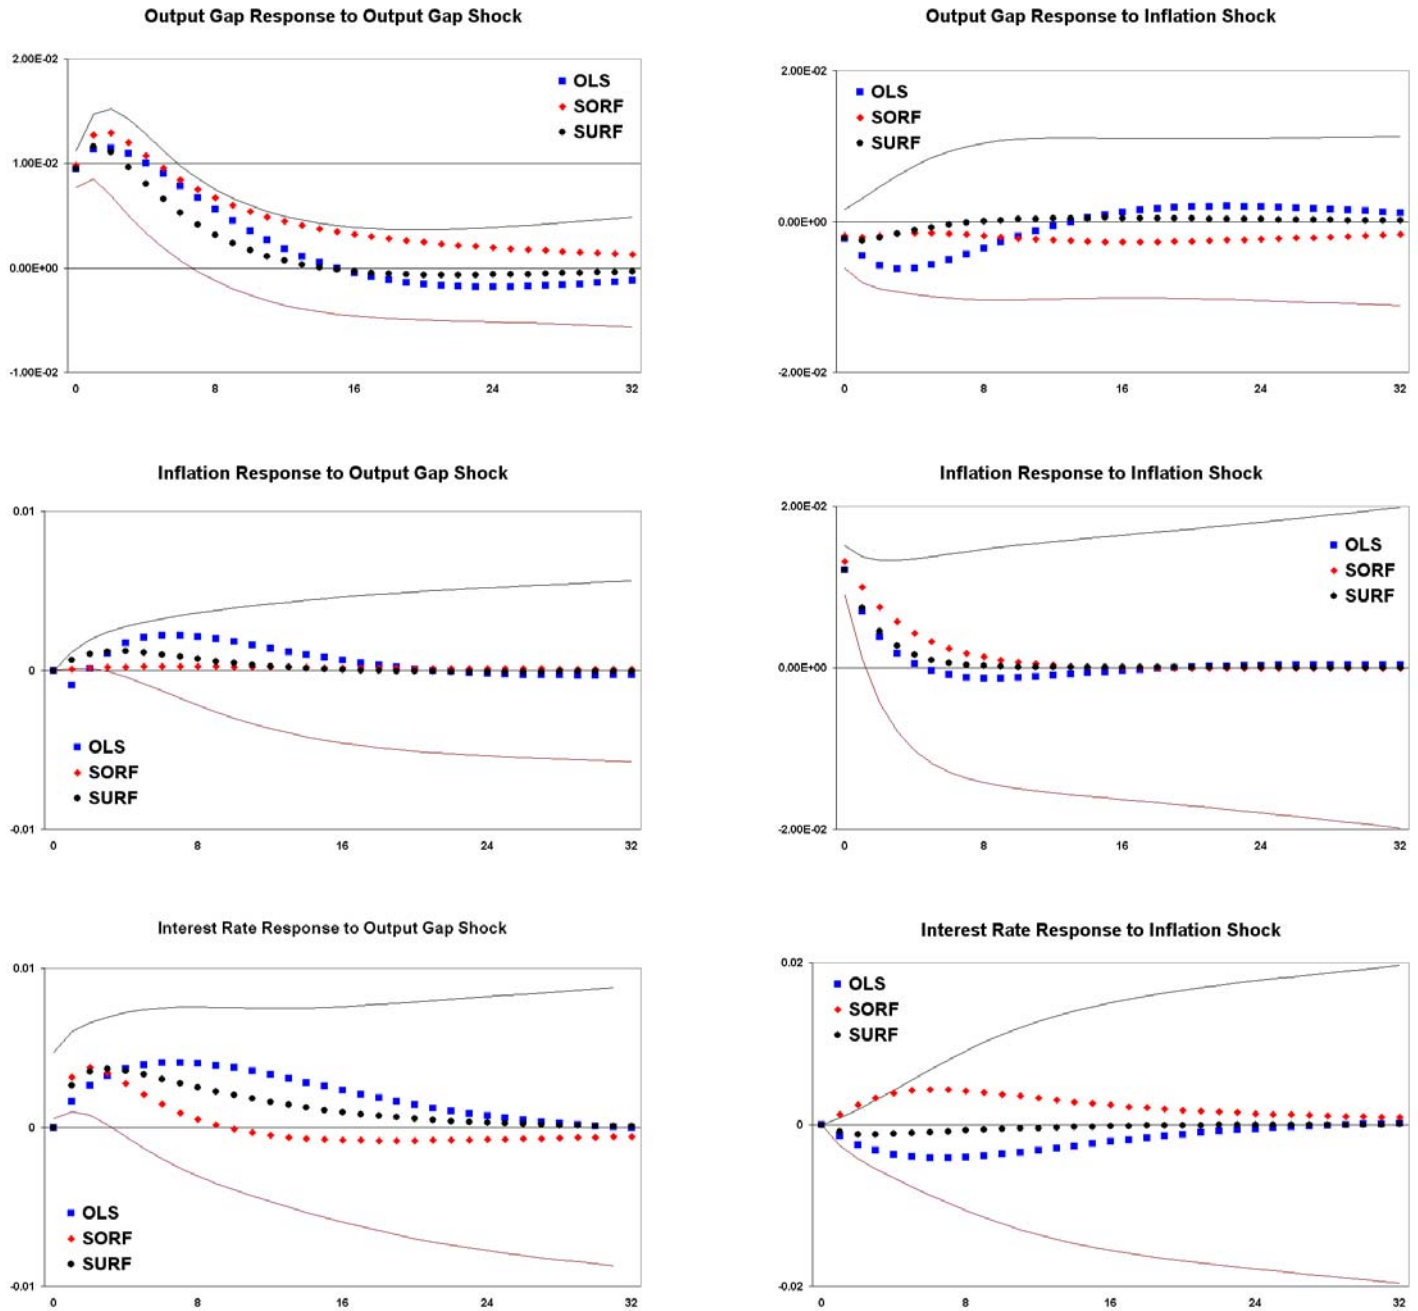 Output Gap Response to Output Gap Shock
2.00E-02
1.00E-02
0.00E+00
-1.00E-02
OLS
SORF
SURF
0 8 16 24 32
Output Gap Response to Inflation Shock
2.00E-02
0.00E+00
-2.00E-02
OLS
SORF
SURF
0 8 16 24 32
Inflation Response to Output Gap Shock
0.01
0
-0.01
OLS
SORF
SURF
0 8 16 24 32
Inflation Response to Inflation Shock
2.00E-02
0.00E+00
-2.00E-02
OLS
SORF
SURF
0 8 16 24 32
Interest Rate Response to Output Gap Shock
0.01
0
-0.01
OLS
SORF
SURF
0 8 16 24 32
Interest Rate Response to Inflation Shock
0.02
0
-0.02
OLS
SORF
SURF
0 8 16 24 32